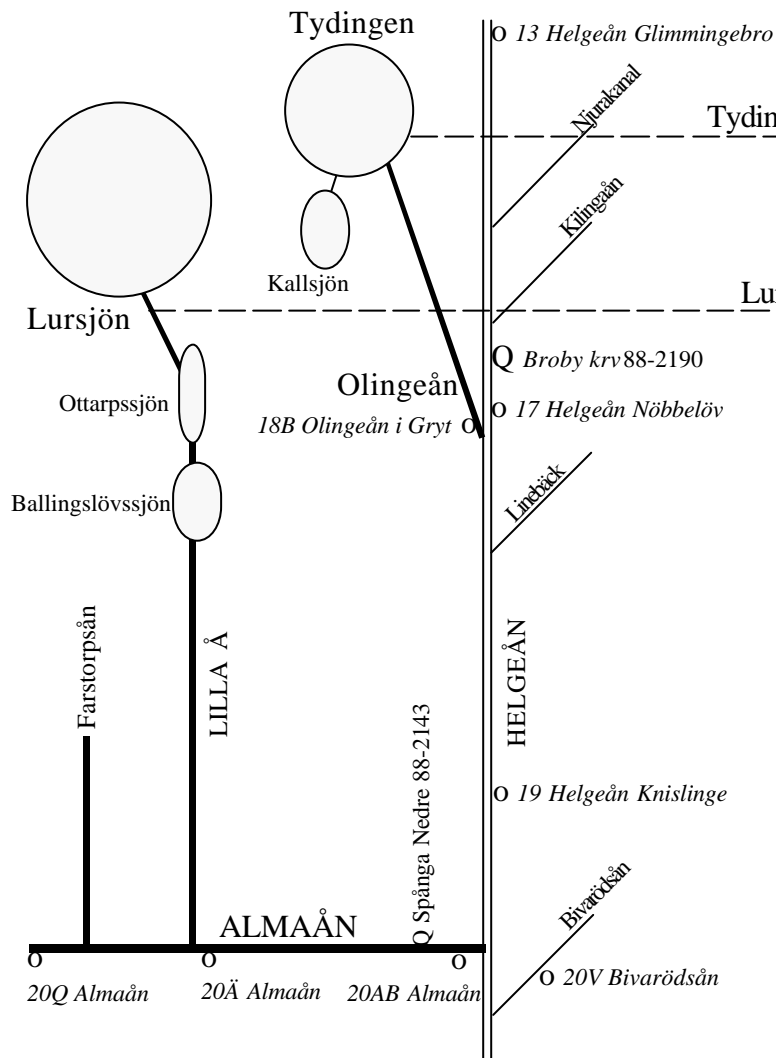 Tydingen
o 13 Helgeån Glimmingebro
Njurakanal
Tydin
Kilingaån
Kallsjön
Lursjön
Lur
Q Broby krv 88-2190
Olingeån
Ottarpssjön
o 17 Helgeån Nöbbelöv
18B Olingeån i Gryt o
Linebäck
Ballingslövssjön
Farstorpsån
LILLA Å
HELGEÅN
Q Spånga Nedre 88-2143
o 19 Helgeån Knislinge
Bivarödsån
ALMAÅN
o
o
o
o 20V Bivarödsån
20Q Almaån
20Ä Almaån
20AB Almaån